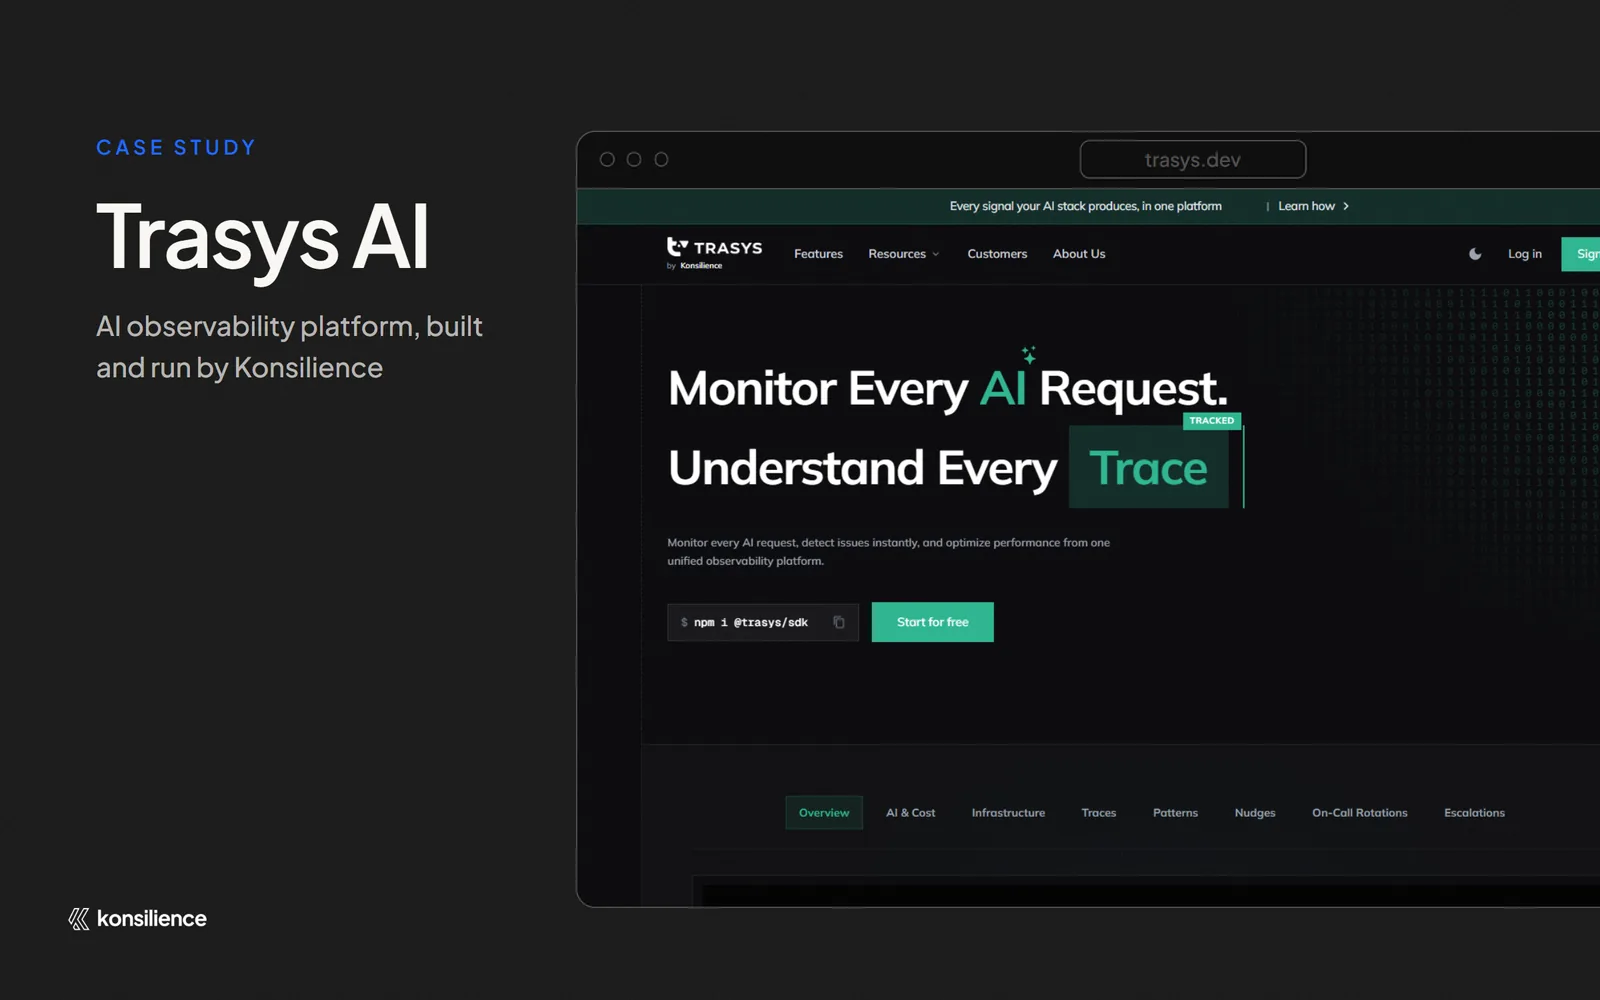 CASE STUDY
Trasys AI
AI observability platform, built
and run by Konsilience
konsilience
trasys.dev
Every signal your AI stack produces, in one platform | Learn how
TRASYS
by Konsilience
Features Resources Customers About Us Log in
Monitor Every AI Request.
TRACKED
Understand Every Trace
Monitor every AI request, detect issues instantly, and optimize performance from one
unified observability platform.
$ npm i @trasys/sdk
Start for free
Overview AI & Cost Infrastructure Traces Patterns Nudges On-Call Rotations Escalations